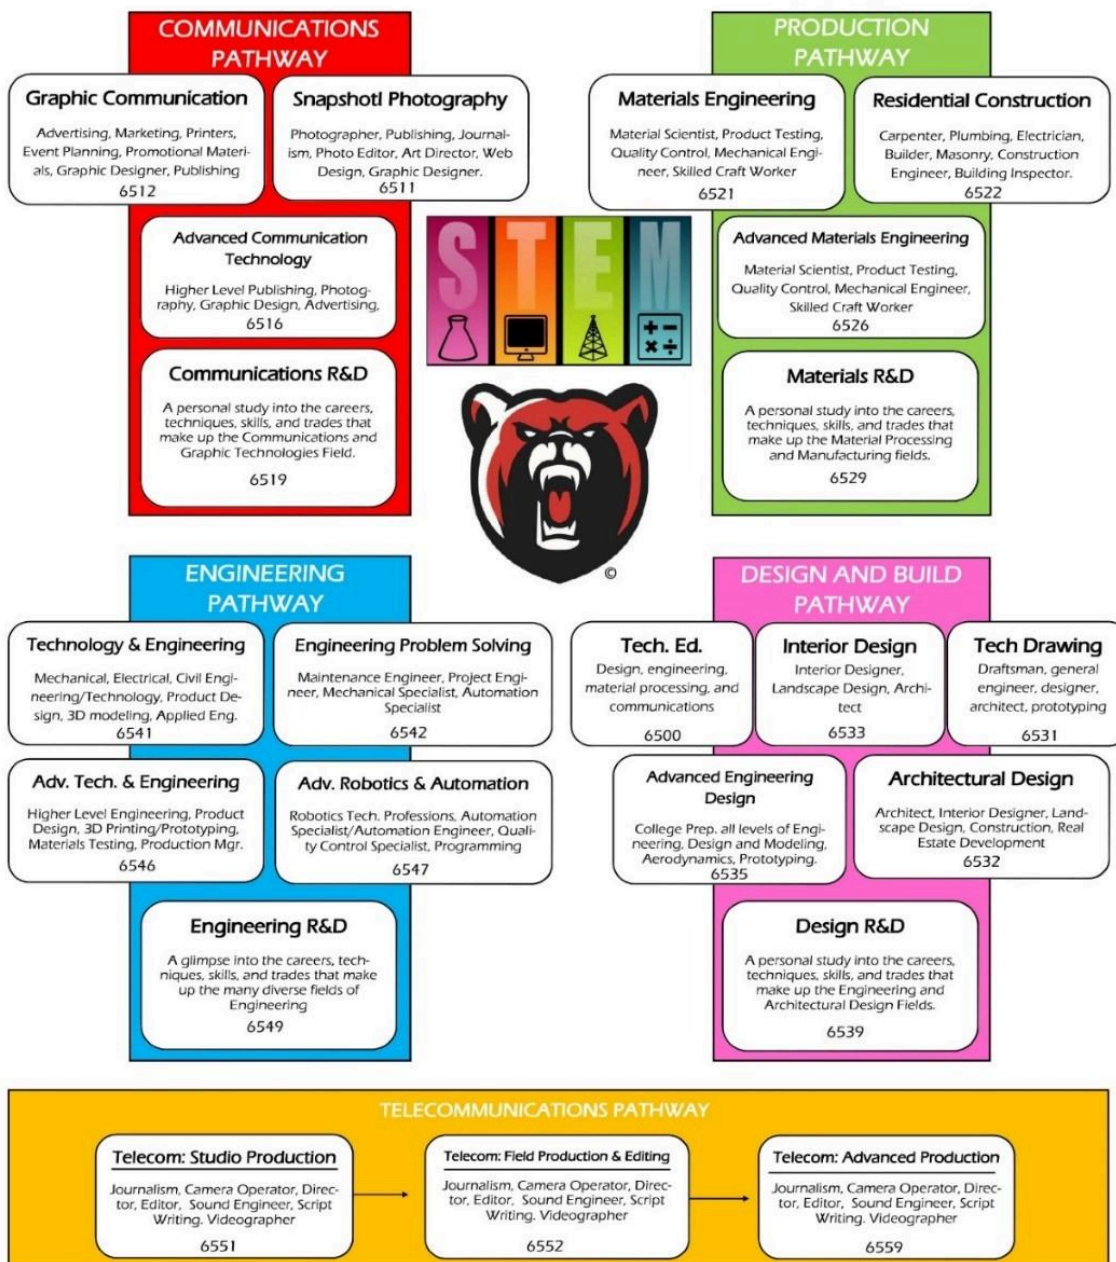 COMMUNICATIONS
PATHWAY
Graphic Communication
Advertising, Marketing, Printers,
Event Planning, Promotional Materi-
als, Graphic Designer, Publishing
6512
Snapshotl Photography
Photographer, Publishing, Journal-
ism, Photo Editor, Art Director, Web
Design, Graphic Designer.
6511
Advanced Communication
Technology
Higher Level Publishing, Photog-
raphy, Graphic Design, Advertising,
6516
Communications R&D
A personal study into the careers,
techniques, skills, and trades that
make up the Communications and
Graphic Technologies Field.
6519
PRODUCTION
PATHWAY
Materials Engineering
Material Scientist, Product Testing,
Quality Control, Mechanical Engi-
neer, Skilled Craft Worker
6521
Residential Construction
Carpenter, Plumbing, Electrician,
Builder, Masonry, Construction
Engineer, Building Inspector.
6522
Advanced Materials Engineering
Material Scientist, Product Testing,
Quality Control, Mechanical Engineer,
Skilled Craft Worker
6526
Materials R&D
A personal study into the careers,
techniques, skills, and trades that
make up the Material Processing
and Manufacturing fields.
6529
STEM
+ −
× ÷
©
ENGINEERING
PATHWAY
Technology & Engineering
Mechanical, Electrical, Civil Engi-
neering/Technology, Product De-
sign, 3D modeling, Applied Eng.
6541
Engineering Problem Solving
Maintenance Engineer, Project Engi-
neer, Mechanical Specialist, Automation
Specialist
6542
Adv. Tech. & Engineering
Higher Level Engineering, Product
Design, 3D Printing/Prototyping,
Materials Testing, Production Mgr.
6546
Adv. Robotics & Automation
Robotics Tech. Professions, Automation
Specialist/Automation Engineer, Quali-
ty Control Specialist, Programming
6547
Engineering R&D
A glimpse into the careers, tech-
niques, skills, and trades that make
up the many diverse fields of
Engineering
6549
DESIGN AND BUILD
PATHWAY
Tech. Ed.
Design, engineering,
material processing, and
communications
6500
Interior Design
Interior Designer,
Landscape Design, Archi-
tect
6533
Tech Drawing
Draftsman, general
engineer, designer,
architect, prototyping
6531
Advanced Engineering
Design
College Prep. all levels of Engi-
neering, Design and Modeling,
Aerodynamics, Prototyping.
6535
Architectural Design
Architect, Interior Designer, Land-
scape Design, Construction, Real
Estate Development
6532
Design R&D
A personal study into the careers,
techniques, skills, and trades that
make up the Engineering and
Architectural Design Fields.
6539
TELECOMMUNICATIONS PATHWAY
Telecom: Studio Production
Journalism, Camera Operator, Direc-
tor, Editor, Sound Engineer, Script
Writing. Videographer
6551
Telecom: Field Production & Editing
Journalism, Camera Operator, Direc-
tor, Editor, Sound Engineer, Script
Writing. Videographer
6552
Telecom: Advanced Production
Journalism, Camera Operator, Direc-
tor, Editor, Sound Engineer, Script
Writing. Videographer
6559